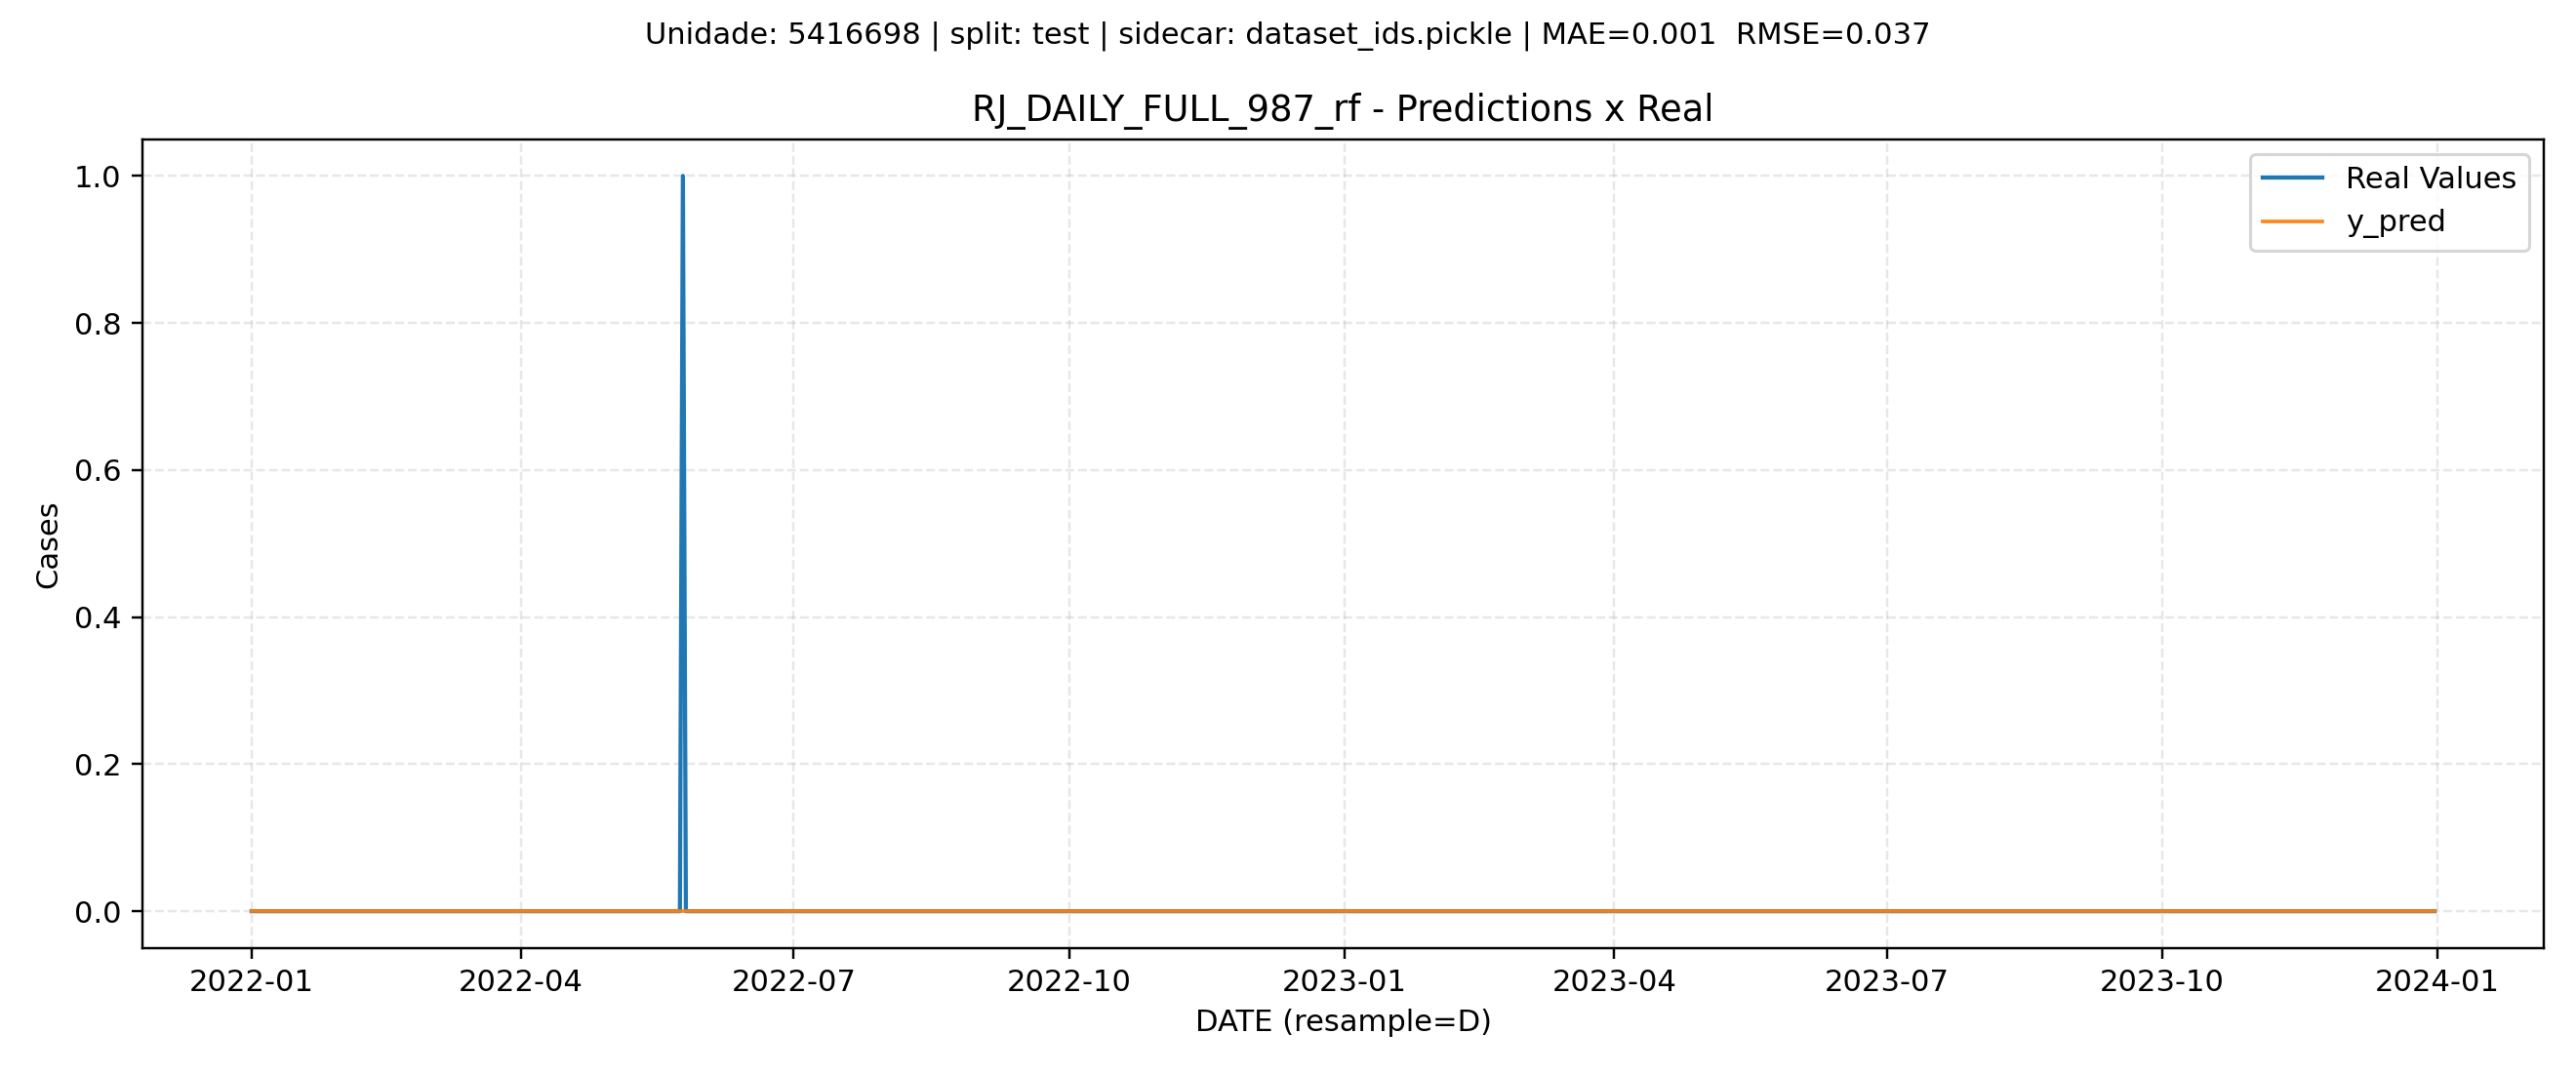 Unidade: 5416698 | split: test | sidecar: dataset_ids.pickle | MAE=0.001  RMSE=0.037
RJ_DAILY_FULL_987_rf - Predictions x Real
Real Values
y_pred
1.0
0.8
0.6
0.4
0.2
0.0
Cases
2022-01 2022-04 2022-07 2022-10 2023-01 2023-04 2023-07 2023-10 2024-01
DATE (resample=D)